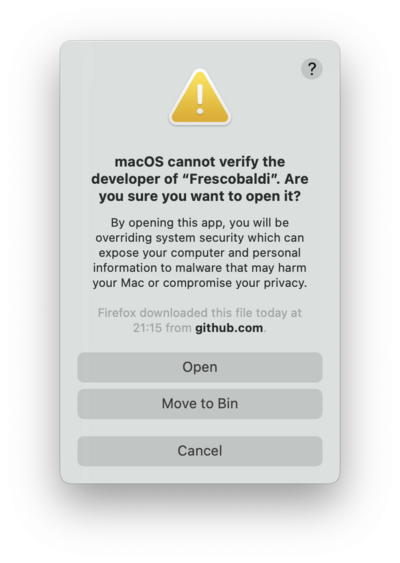 ?
macOS cannot verify the
developer of “Frescobaldi”. Are
you sure you want to open it?
By opening this app, you will be
overriding system security which can
expose your computer and personal
information to malware that may harm
your Mac or compromise your privacy.
Firefox downloaded this file today at
21:15 from github.com.
Open
Move to Bin
Cancel